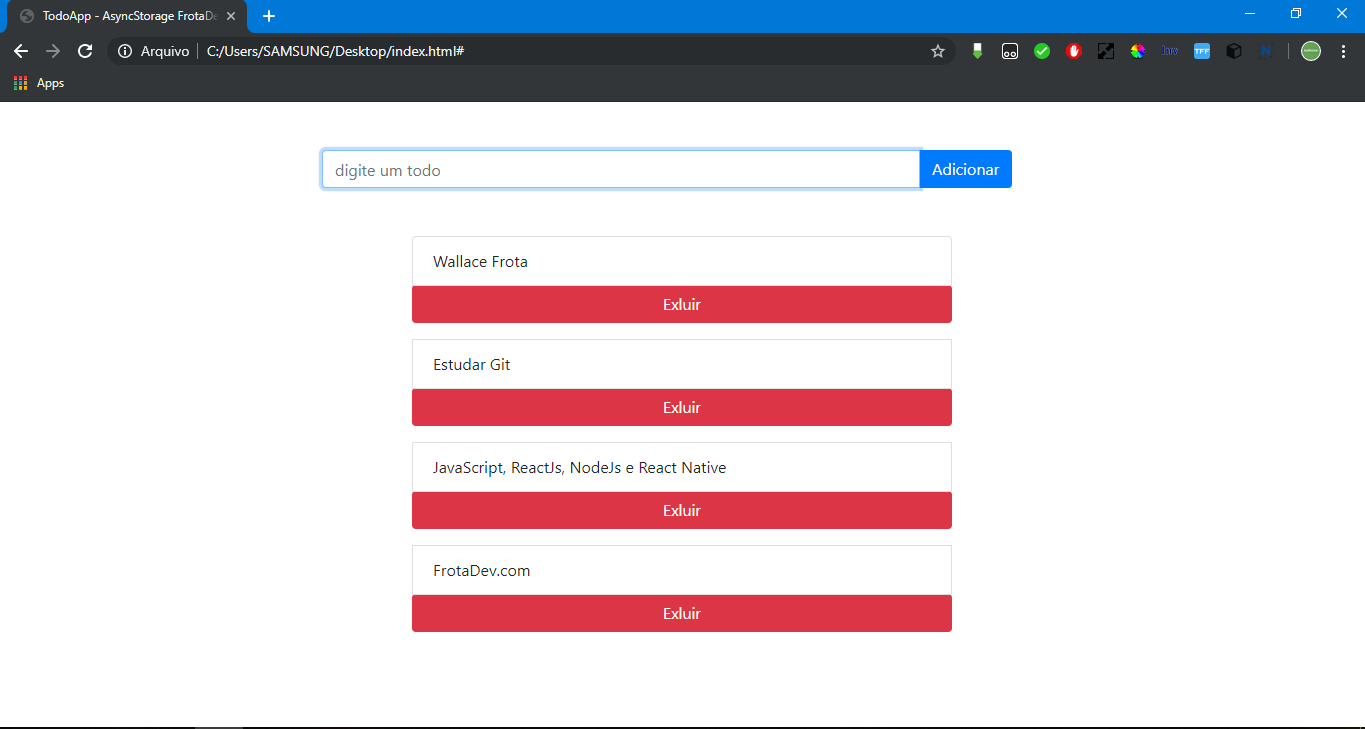 TodoApp - AsyncStorage FrotaDe
Arquivo C:/Users/SAMSUNG/Desktop/index.html#
TFF
Apps
digite um todo Adicionar
Wallace Frota
Exluir
Estudar Git
Exluir
JavaScript, ReactJs, NodeJs e React Native
Exluir
FrotaDev.com
Exluir